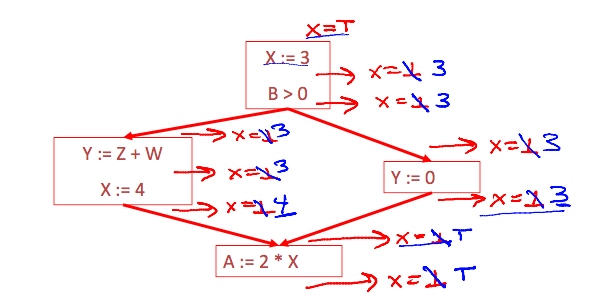 x=T
X := 3
x=⊥ 3
B > 0
x=⊥ 3
x=⊥ 3
Y := Z + W
x=⊥ 3
X := 4
x=⊥ 4
x=⊥ 3
Y := 0
x=⊥ 3
x=⊥ T
A := 2 * X
x=⊥ T